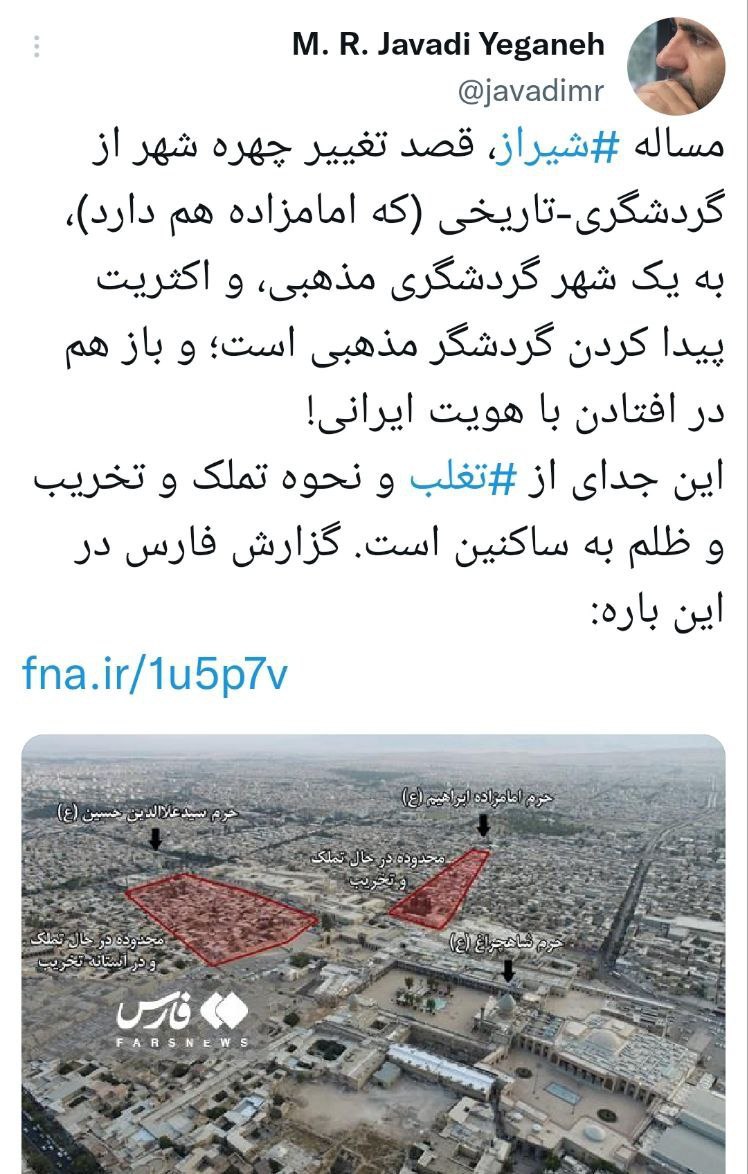 M. R. Javadi Yeganeh
@javadimr
مساله #شیراز، قصد تغییر چهره شهر از
گردشگری-تاریخی (که امامزاده هم دارد)،
به یک شهر گردشگری مذهبی، و اکثریت
پیدا کردن گردشگر مذهبی است؛ و باز هم
در افتادن با هویت ایرانی!
این جدای از #تغلب و نحوه تملک و تخریب
و ظلم به ساکنین است. گزارش فارس در
این باره:
fna.ir/1u5p7v
حرم امامزاده ابراهیم (ع)
حرم سیدعلاالدین حسین (ع)
محدوده در حال تملک
و تخریب
محدوده در حال تملک
و در آستانه تخریب
حرم شاهچراغ (ع)
فارس
FARSNEWS